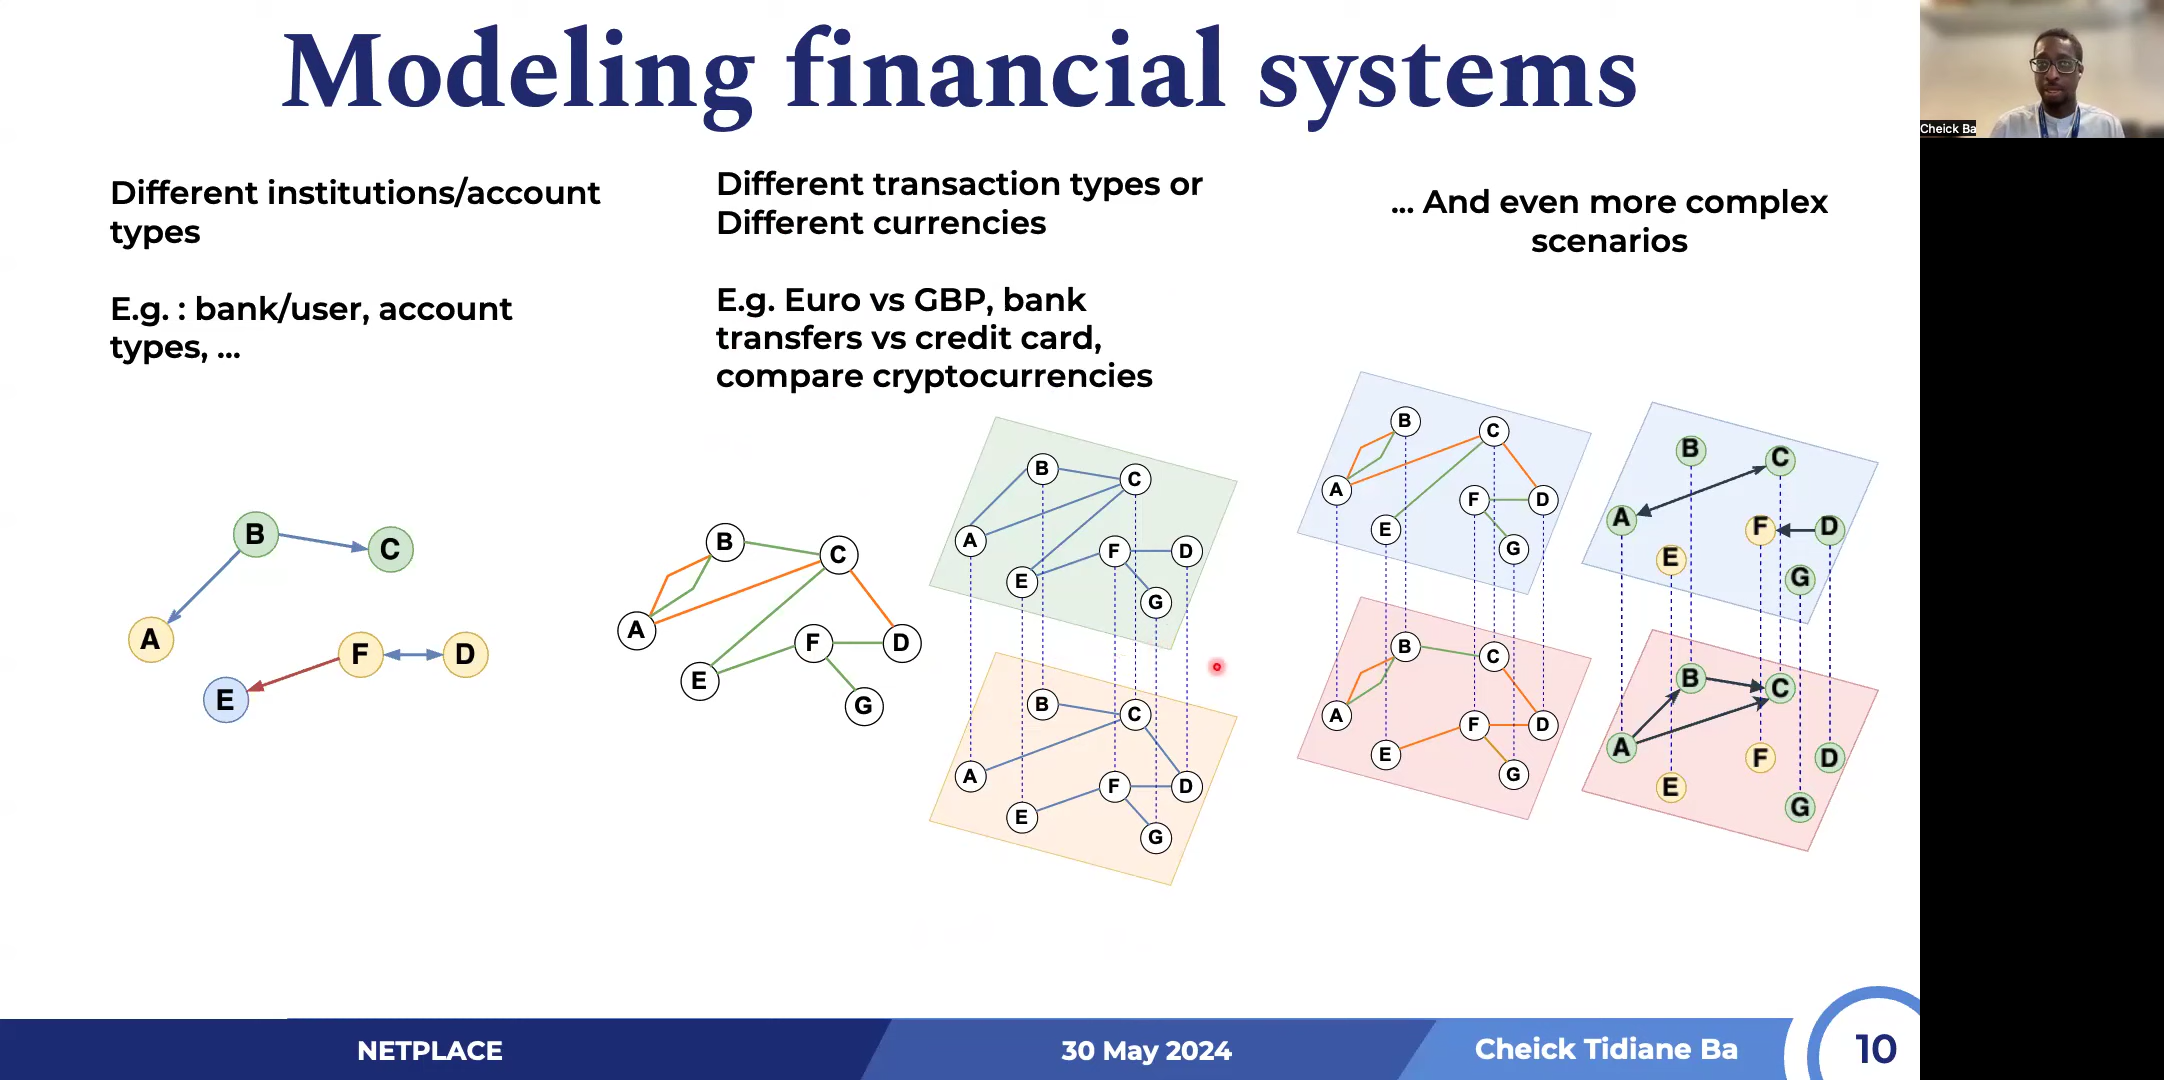 Modeling financial systems
Cheick Ba
Different institutions/account
types
E.g. : bank/user, account
types, ...
Different transaction types or
Different currencies
E.g. Euro vs GBP, bank
transfers vs credit card,
compare cryptocurrencies
... And even more complex
scenarios
B
C
A
F
D
E
B
C
A
F
D
E
G
B
C
A
F
D
E
G
B
C
A
F
D
E
G
B
C
A
F
D
E
G
B
C
A
F
D
E
G
B
C
A
F
D
E
G
B
C
A
F
D
E
G
NETPLACE
30 May 2024
Cheick Tidiane Ba
10